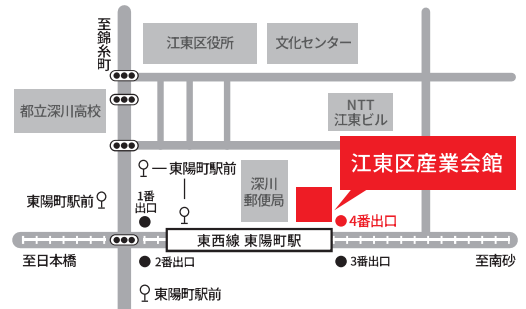 至錦糸町
江東区役所
文化センター
都立深川高校
NTT
江東ビル
江東区産業会館
東陽町駅前
深川
郵便局
東陽町駅前
1番
出口
4番出口
東西線 東陽町駅
至日本橋
2番出口
3番出口
至南砂
東陽町駅前